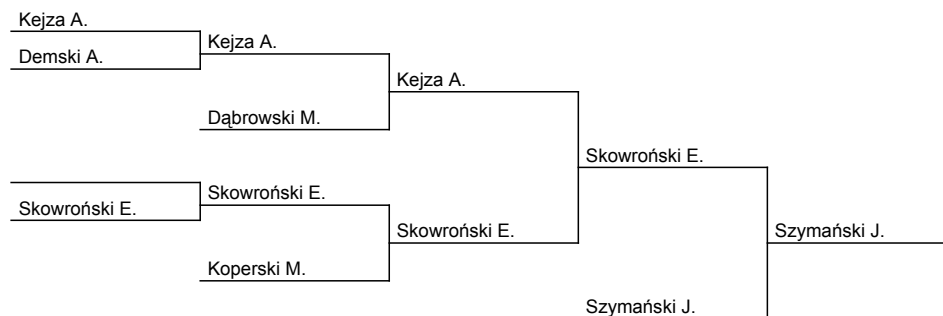 Kejza A.
Demski A.
Kejza A.
Dąbrowski M.
Kejza A.
Skowroński E.
Skowroński E.
Skowroński E.
Koperski M.
Skowroński E.
Szymański J.
Szymański J.